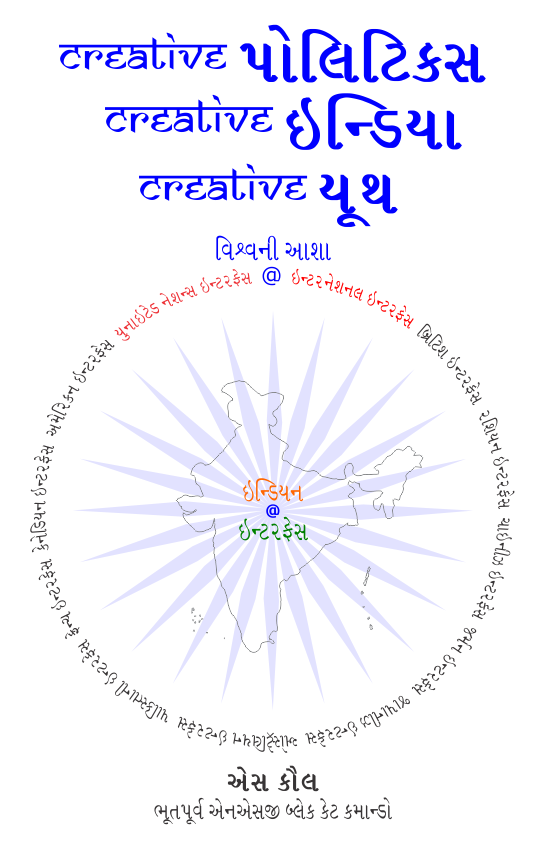 creative પોલિટિકસ
creative ઇન્ડિયા
creative યૂથ
વિશ્વની આશા
@
યુનાઇટેડ નેશન્સ ઇન્ટરફેસ
ઇન્ટરનેશનલ ઇન્ટરફેસ
બ્રિટિશ ઇન્ટરફેસ
રશિયન ઇન્ટરફેસ
ચાઇનીઝ ઇન્ટરફેસ
જર્મન ઇન્ટરફેસ
જાપાનીઝ ઇન્ટરફેસ
ઓસ્ટ્રેલિયન ઇન્ટરફેસ
પાકિસ્તાની ઇન્ટરફેસ
ફ્રેન્ચ ઇન્ટરફેસ
કેનેડિયન ઇન્ટરફેસ
અમેરિકન ઇન્ટરફેસ
ઇન્ડિયન
@
ઇન્ટરફેસ
એસ કૌલ
ભૂતપૂર્વ એનએસજી બ્લેક કેટ કમાન્ડો